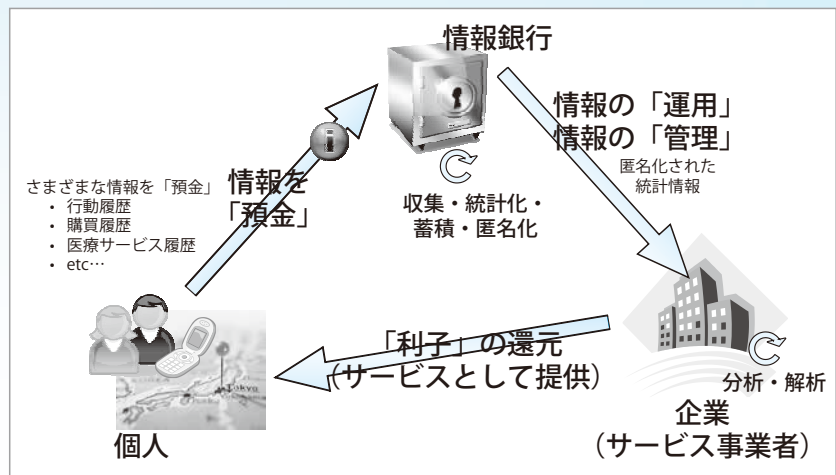 情報銀行
情報の「運用」
情報の「管理」
匿名化された
統計情報
さまざまな情報を「預金」
• 行動履歴
• 購買履歴
• 医療サービス履歴
• etc…
情報を
「預金」
収集・統計化・
蓄積・匿名化
「利子」の還元
(サービスとして提供)
分析・解析
Tokyo
個人
企業
(サービス事業者)